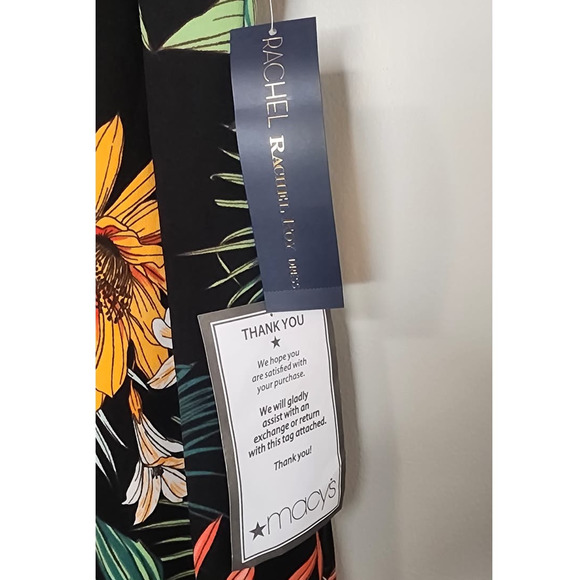 RACHEL
RACHEL ROY DRESS
THANK YOU
We hope you
are satisfied with
your purchase.
We will gladly
assist with an
exchange or return
with this tag attached.
Thank you!
★macy's